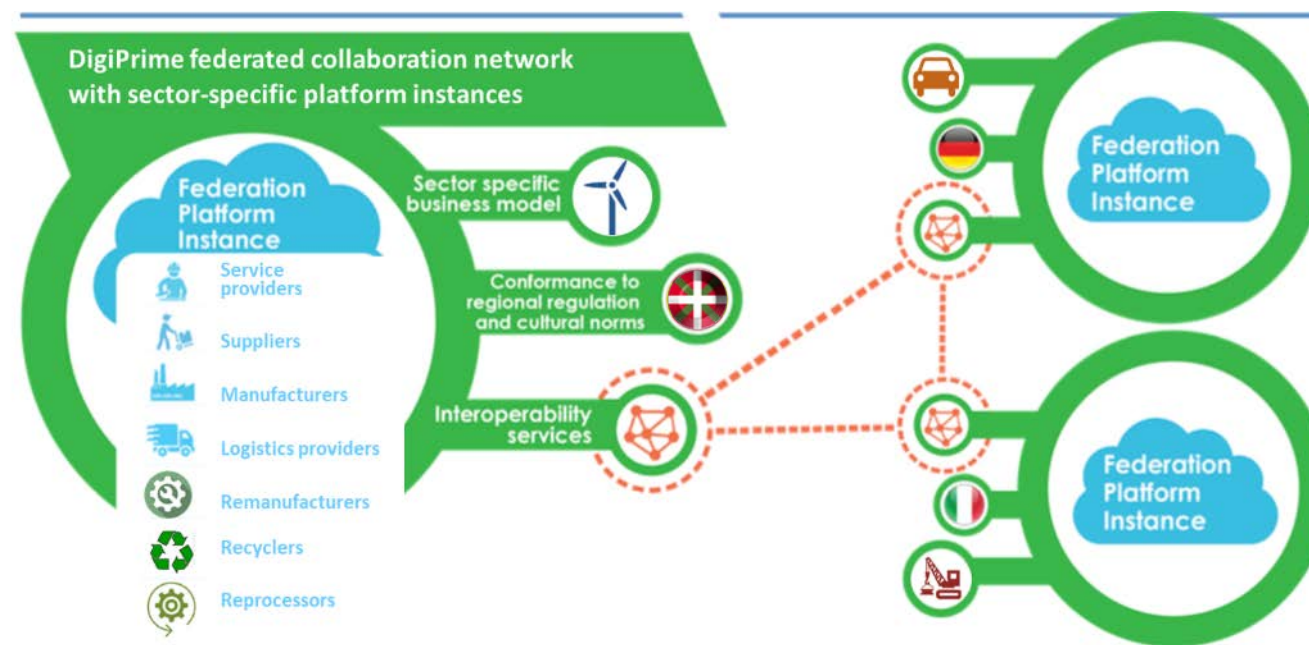 DigiPrime federated collaboration network
with sector-specific platform instances
Federation
Platform
Instance
Service
providers
Suppliers
Manufacturers
Logistics providers
Remanufacturers
Recyclers
Reprocessors
Sector specific
business model
Conformance to
regional regulation
and cultural norms
Interoperability
services
Federation
Platform
Instance
Federation
Platform
Instance